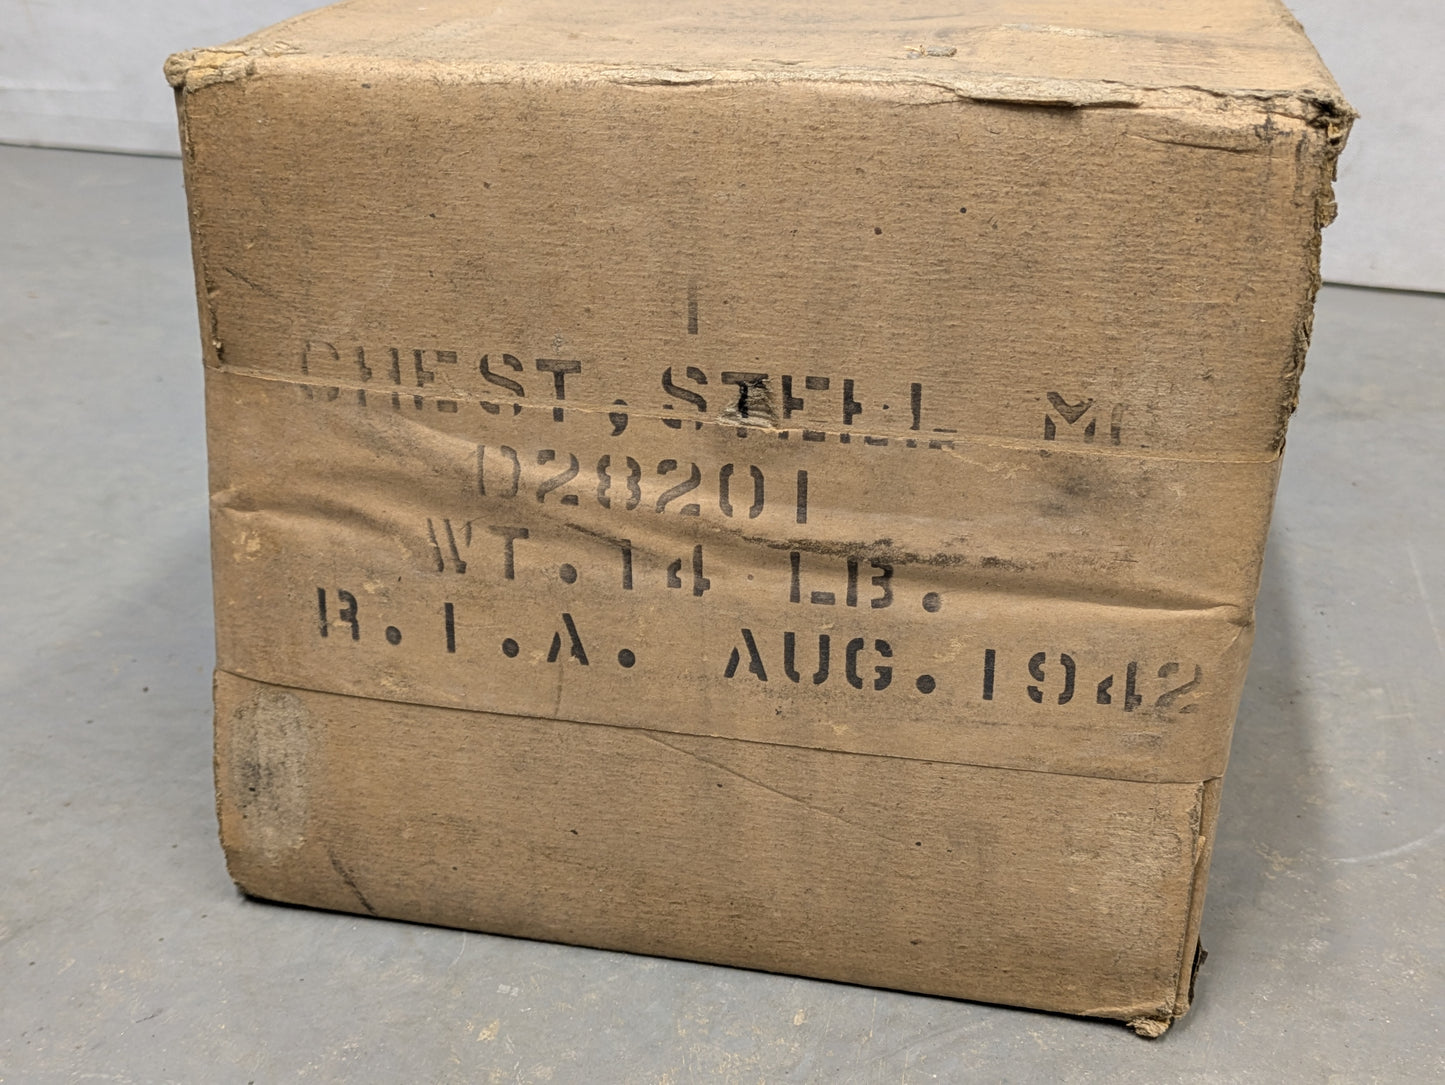 1
CHEST, STEEL
D28201
WT. 14 LB.
R.I.A. AUG. 1942